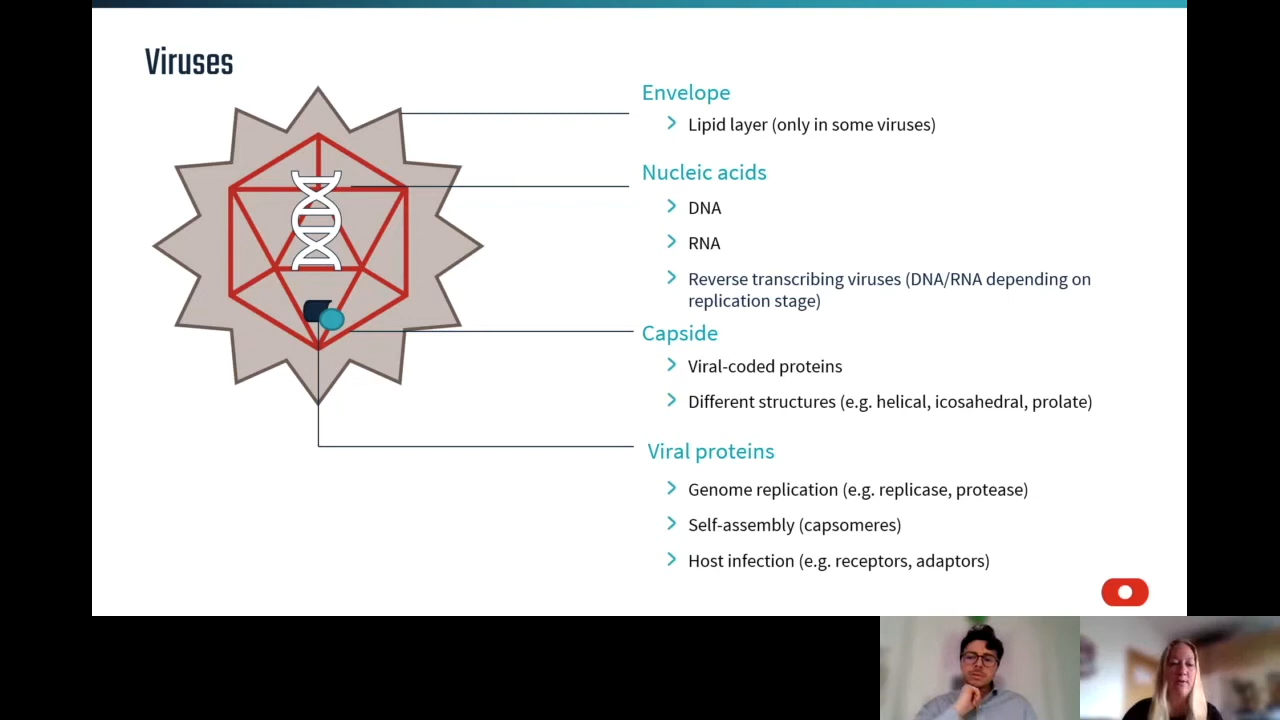 Viruses
Envelope
Lipid layer (only in some viruses)
Nucleic acids
DNA
RNA
Reverse transcribing viruses (DNA/RNA depending on
replication stage)
Capside
Viral-coded proteins
Different structures (e.g. helical, icosahedral, prolate)
Viral proteins
Genome replication (e.g. replicase, protease)
Self-assembly (capsomeres)
Host infection (e.g. receptors, adaptors)